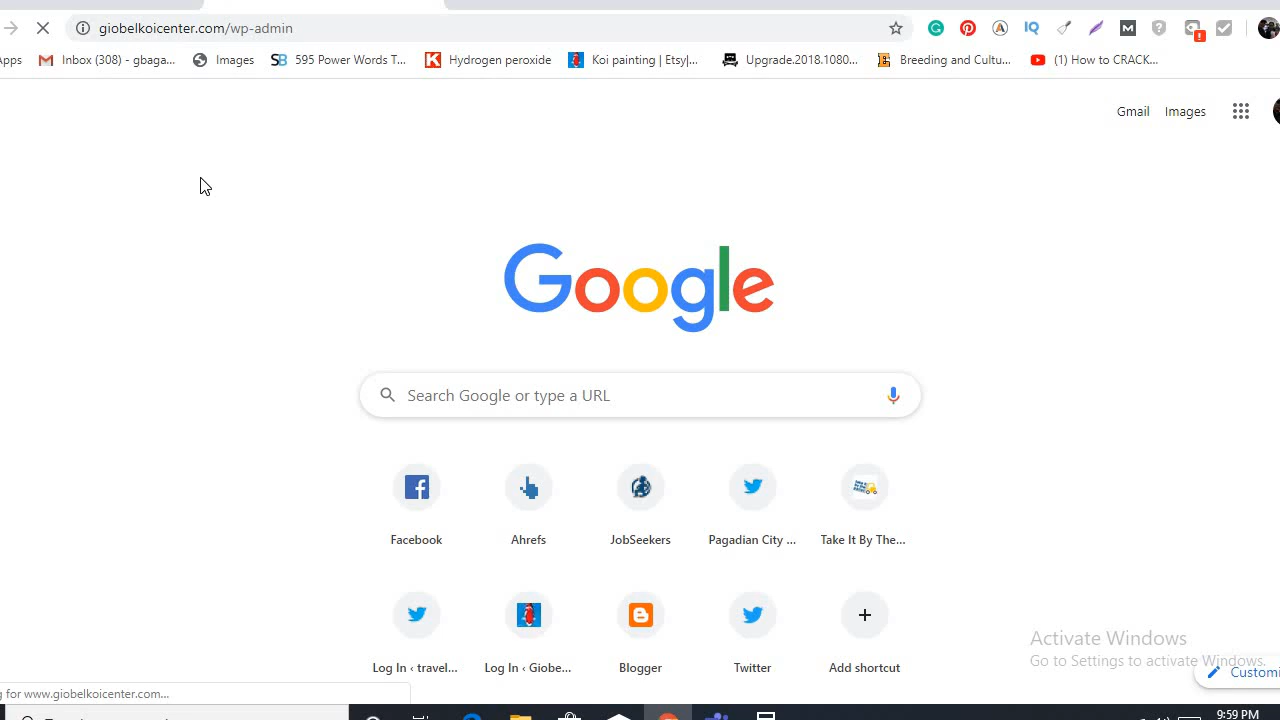 giobelkoicenter.com/wp-admin
pps Inbox (308) - gbaga... Images 595 Power Words T... Hydrogen peroxide Koi painting | Etsy|... Upgrade.2018.1080... Breeding and Cultu... (1) How to CRACK...
Gmail Images
Google
Search Google or type a URL
Facebook Ahrefs JobSeekers Pagadian City ... Take It By The...
Log In ‹ travel... Log In ‹ Giobe... Blogger Twitter Add shortcut
Activate Windows
Go to Settings to activate Windows.
Customi
g for www.giobelkoicenter.com...
9:59 PM